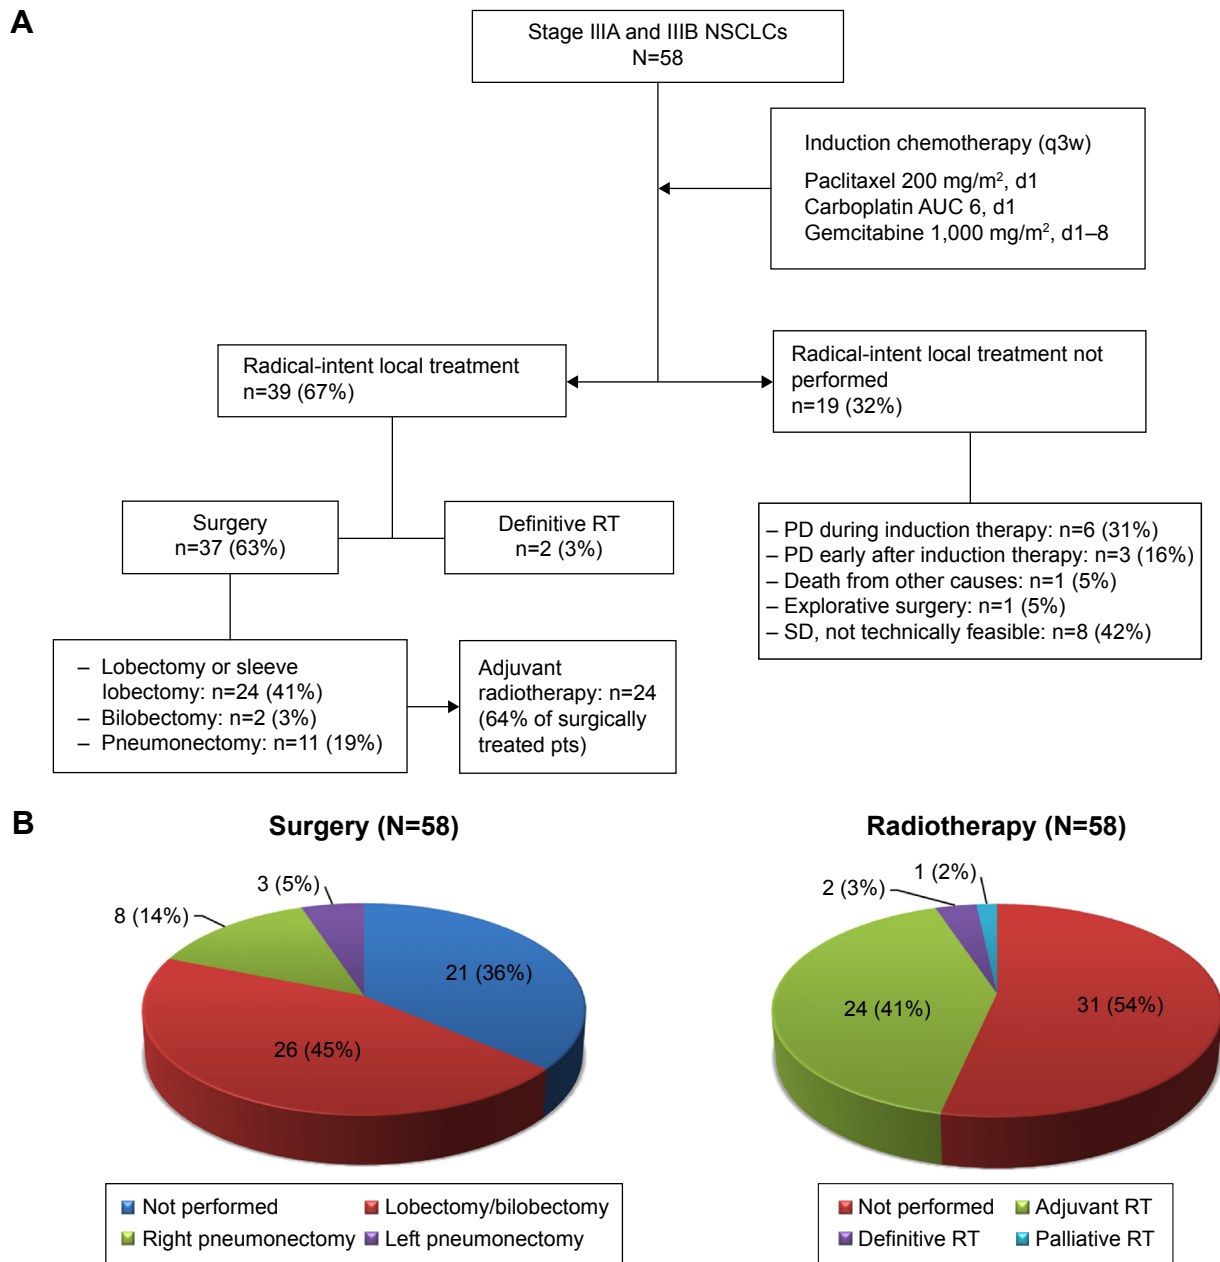 A
Stage IIIA and IIIB NSCLCs
N=58
Induction chemotherapy (q3w)
Paclitaxel 200 mg/m², d1
Carboplatin AUC 6, d1
Gemcitabine 1,000 mg/m², d1–8
Radical-intent local treatment
n=39 (67%)
Radical-intent local treatment not
performed
n=19 (32%)
Surgery
n=37 (63%)
Definitive RT
n=2 (3%)
– PD during induction therapy: n=6 (31%)
– PD early after induction therapy: n=3 (16%)
– Death from other causes: n=1 (5%)
– Explorative surgery: n=1 (5%)
– SD, not technically feasible: n=8 (42%)
– Lobectomy or sleeve
lobectomy: n=24 (41%)
– Bilobectomy: n=2 (3%)
– Pneumonectomy: n=11 (19%)
Adjuvant
radiotherapy: n=24
(64% of surgically
treated pts)
B
Surgery (N=58)
3 (5%)
8 (14%)
21 (36%)
26 (45%)
Not performed
Lobectomy/bilobectomy
Right pneumonectomy
Left pneumonectomy
Radiotherapy (N=58)
1 (2%)
2 (3%)
24 (41%)
31 (54%)
Not performed
Adjuvant RT
Definitive RT
Palliative RT